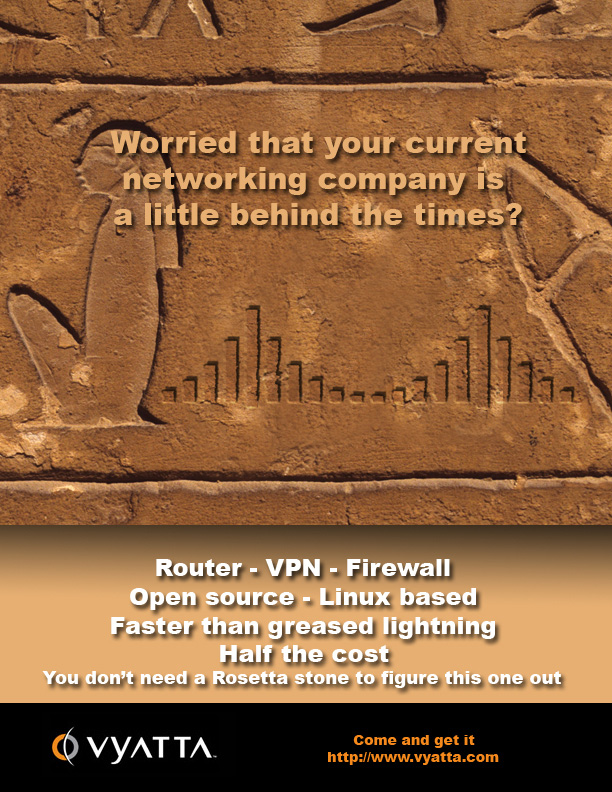 Worried that your current
networking company is
a little behind the times?
Router - VPN - Firewall
Open source - Linux based
Faster than greased lightning
Half the cost
You don’t need a Rosetta stone to figure this one out
VYATTA™
Come and get it
http://www.vyatta.com